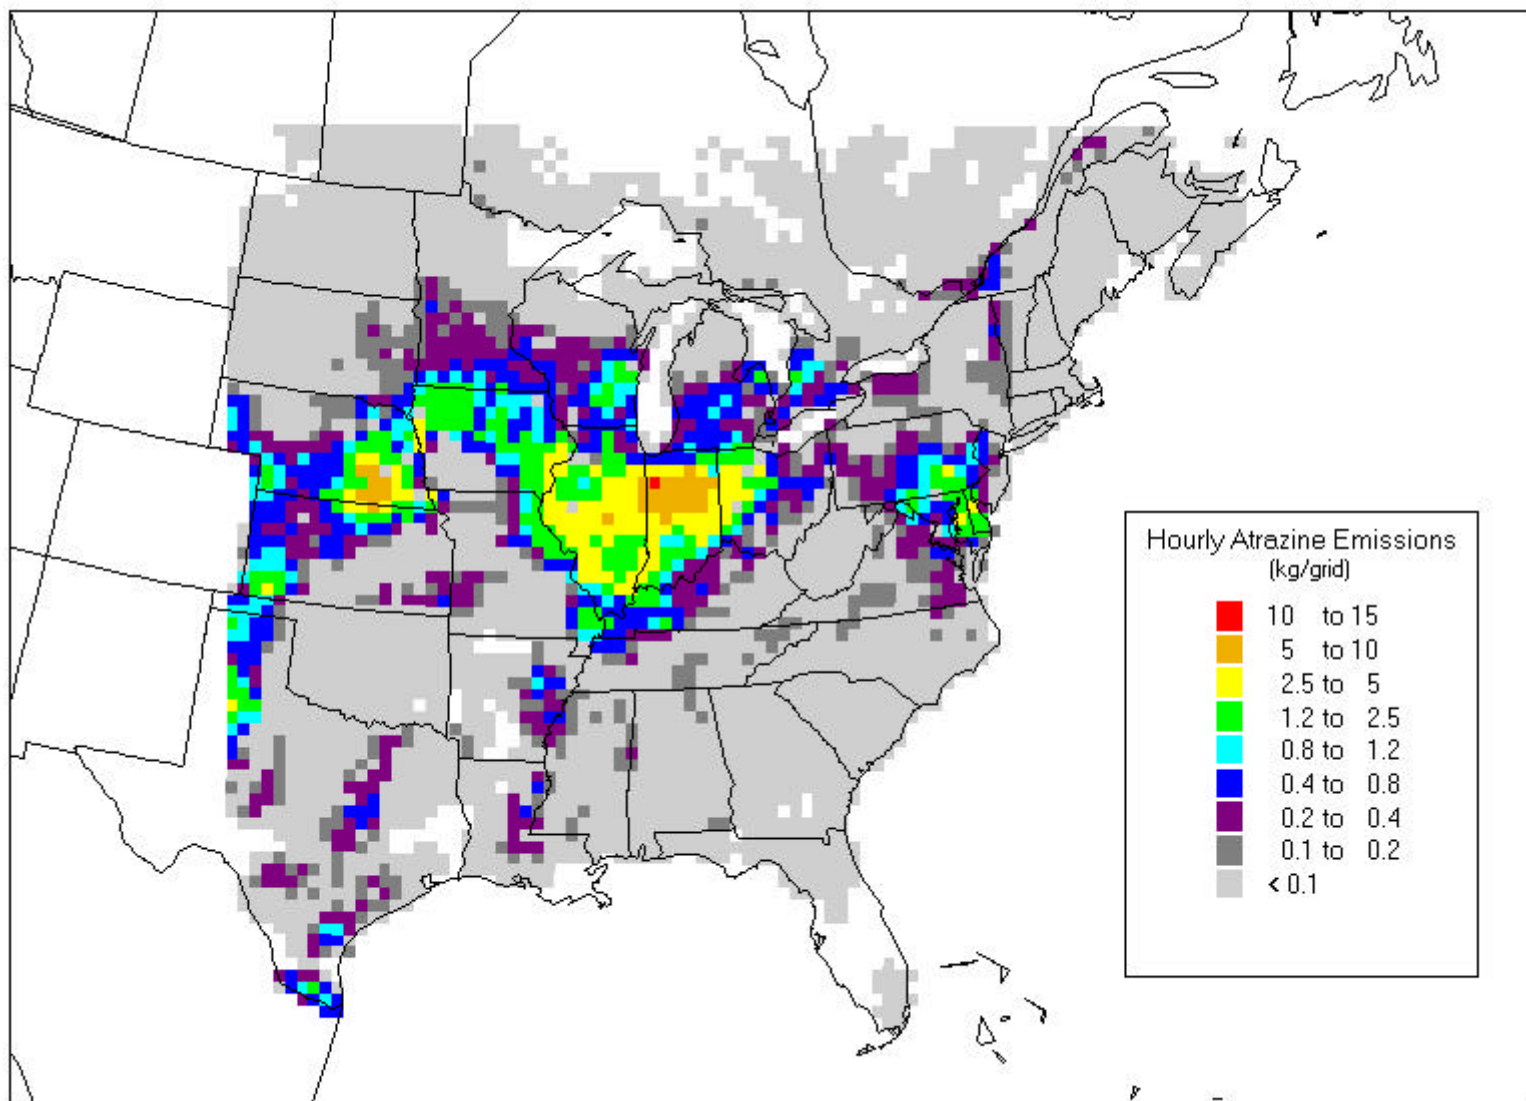 Hourly Atrazine Emissions
(kg/grid)
10 to 15
5 to 10
2.5 to 5
1.2 to 2.5
0.8 to 1.2
0.4 to 0.8
0.2 to 0.4
0.1 to 0.2
< 0.1